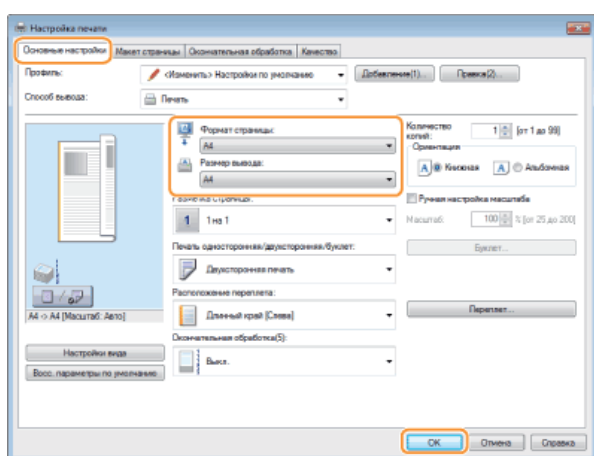 Настройка печати
Основные настройки Макет страницы Окончательная обработка Качество
Профиль: <Изменить> Настройки по умолчанию Добавление(1)... Правка(2)...
Способ вывода: Печать
Формат страницы:
A4
Размер вывода:
A4
Количество копий: 1 [от 1 до 99]
Ориентация
A Книжная A Альбомная
Разметка страницы:
1 1 на 1
Ручная настройка масштаба
Масштаб: 100 % [от 25 до 200]
Печать односторонняя/двухсторонняя/буклет:
Двухсторонняя печать
Буклет...
Расположение переплета:
Длинный край [Слева]
Переплет...
A4 -> A4 [Масштаб: Авто]
Окончательная обработка(5):
Выкл.
Настройки вида
Восс. параметры по умолчанию
OK Отмена Справка